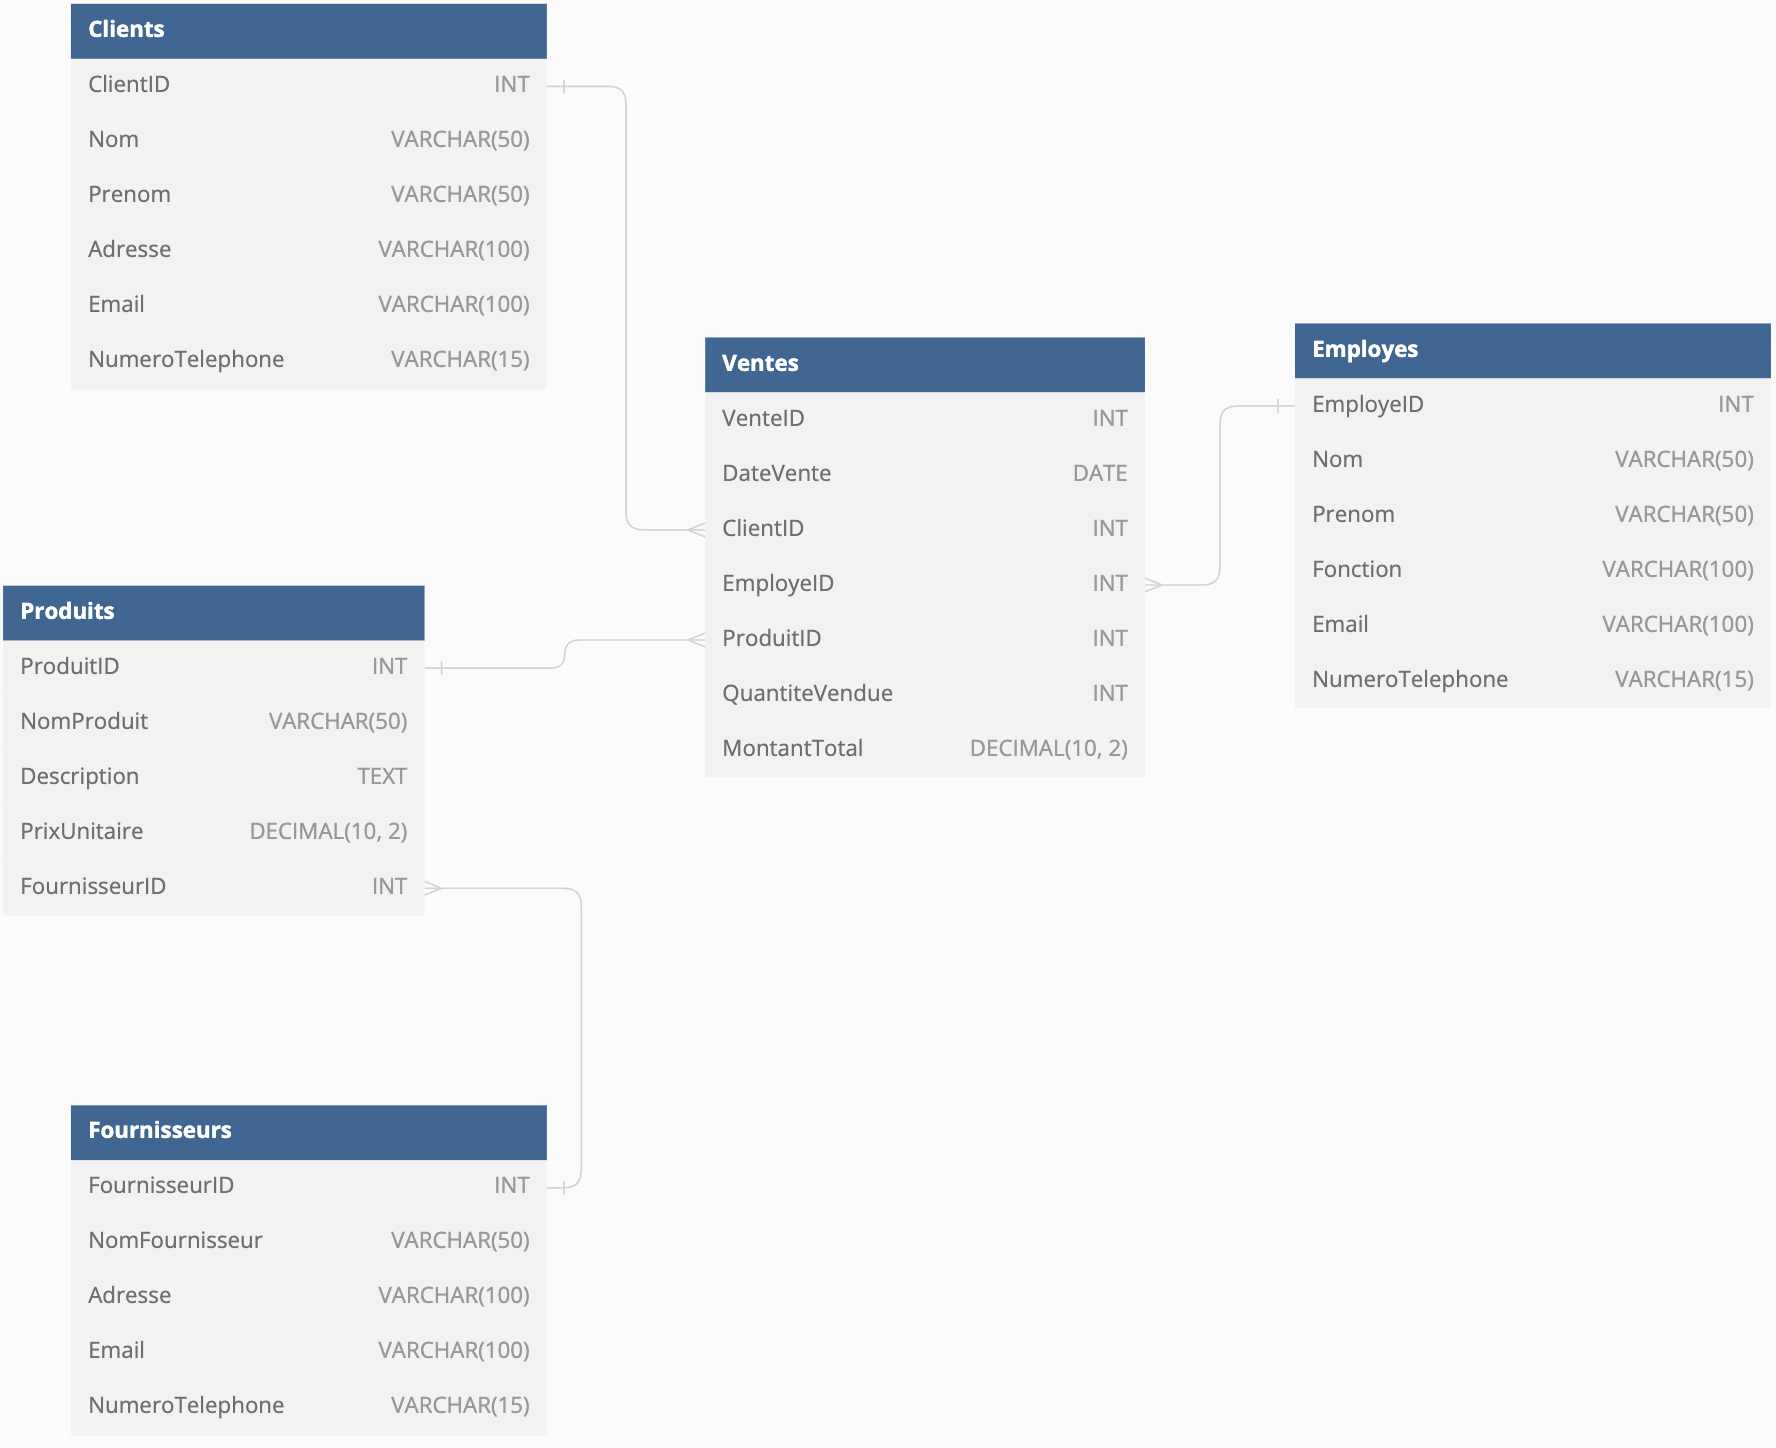 Clients
ClientID INT
Nom VARCHAR(50)
Prenom VARCHAR(50)
Adresse VARCHAR(100)
Email VARCHAR(100)
NumeroTelephone VARCHAR(15)
Ventes
VenteID INT
DateVente DATE
ClientID INT
EmployeID INT
ProduitID INT
QuantiteVendue INT
MontantTotal DECIMAL(10, 2)
Employes
EmployeID INT
Nom VARCHAR(50)
Prenom VARCHAR(50)
Fonction VARCHAR(100)
Email VARCHAR(100)
NumeroTelephone VARCHAR(15)
Produits
ProduitID INT
NomProduit VARCHAR(50)
Description TEXT
PrixUnitaire DECIMAL(10, 2)
FournisseurID INT
Fournisseurs
FournisseurID INT
NomFournisseur VARCHAR(50)
Adresse VARCHAR(100)
Email VARCHAR(100)
NumeroTelephone VARCHAR(15)